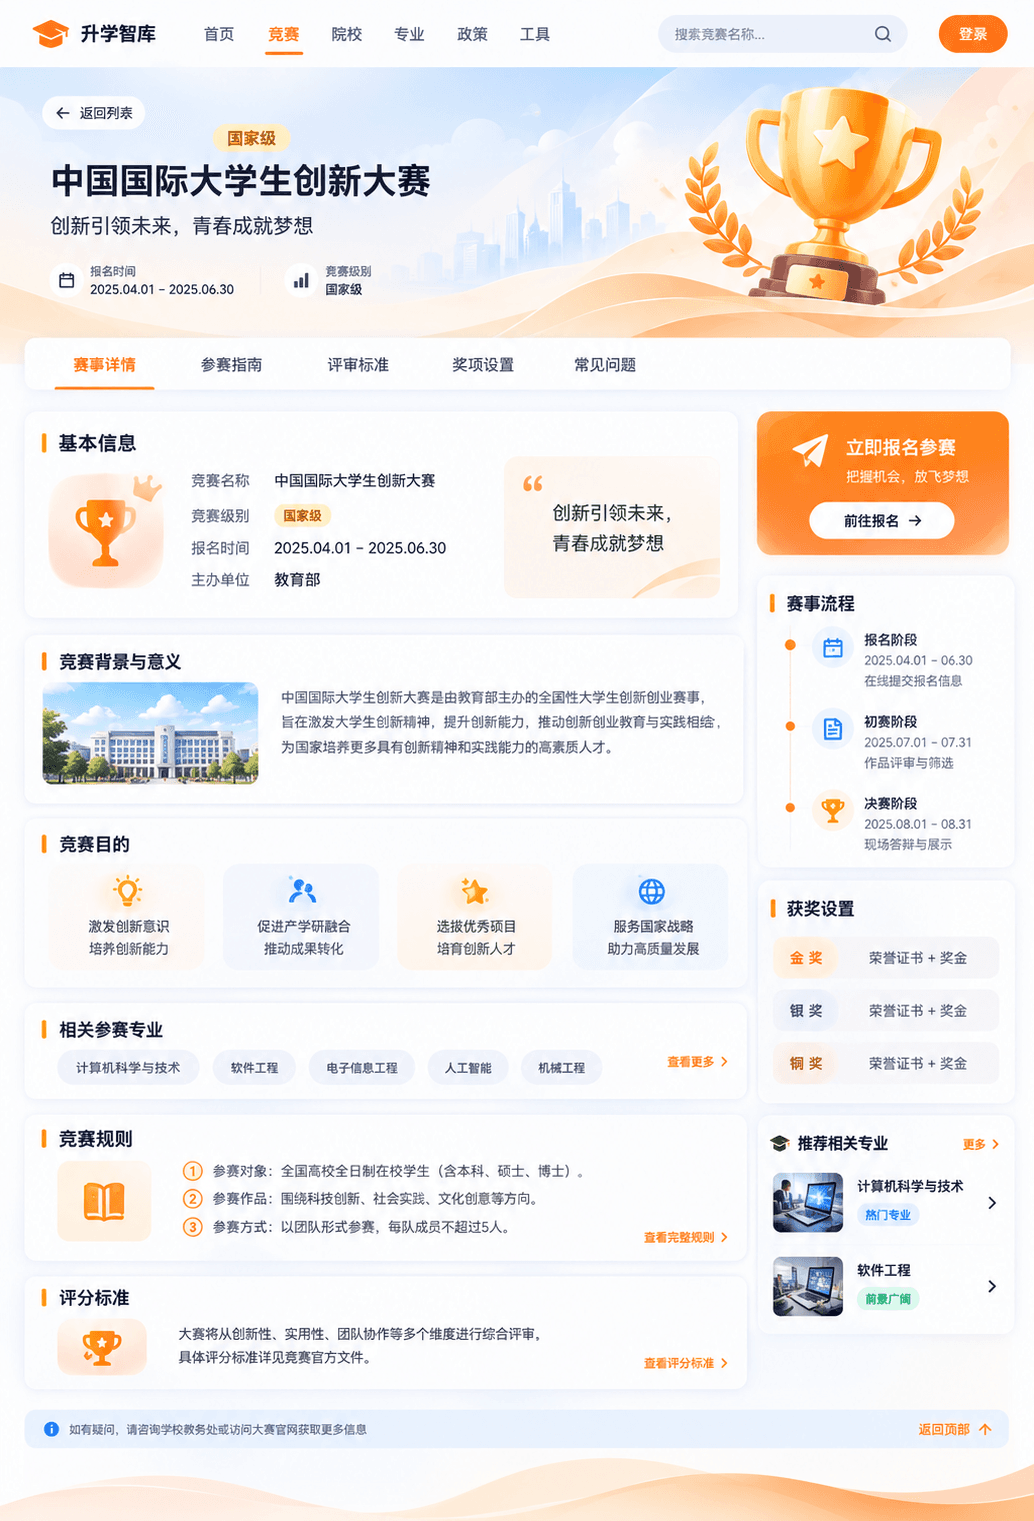 升学智库
首页
竞赛
院校
专业
政策
工具
搜索竞赛名称...
返回列表
国家级
中国国际大学生创新大赛
创新引领未来，青春成就梦想
报名时间
2025.04.01 – 2025.06.30
竞赛级别
国家级
赛事详情
参赛指南
评审标准
奖项设置
常见问题
基本信息
竞赛名称 中国国际大学生创新大赛
竞赛级别 国家级
报名时间 2025.04.01 – 2025.06.30
主办单位 教育部
“
创新引领未来，
青春成就梦想
立即报名参赛
把握机会，放飞梦想
前往报名
赛事流程
报名阶段
2025.04.01 – 06.30
在线提交报名信息
初赛阶段
2025.07.01 – 07.31
作品评审与筛选
决赛阶段
2025.08.01 – 08.31
现场答辩与展示
竞赛背景与意义
中国国际大学生创新大赛是由教育部主办的全国性大学生创新创业赛事，
旨在激发大学生创新精神，提升创新能力，推动创新创业教育与实践相
为国家培养更多具有创新精神和实践能力的高素质人才。
竞赛目的
激发创新意识
培养创新能力
促进产学研融合
推动成果转化
选拔优秀项目
培育创新人才
服务国家战略
助力高质量发展
获奖设置
金奖 荣誉证书 + 奖金
银奖 荣誉证书 + 奖金
铜奖 荣誉证书 + 奖金
相关参赛专业
计算机科学与技术
软件工程
电子信息工程
人工智能
机械工程
查看更多
竞赛规则
1 参赛对象：全国高校全日制在校学生（含本科、硕士、博士）。
2 参赛作品：围绕科技创新、社会实践、文化创意等方向。
3 参赛方式：以团队形式参赛，每队成员不超过5人。
查看完整规则
推荐相关专业
更多
计算机科学与技术
热门专业
软件工程
前景广阔
评分标准
大赛将从创新性、实用性、团队协作等多个维度进行综合评审，
具体评分标准详见竞赛官方文件。
查看评分标准
如有疑问，请咨询学校教务处或访问大赛官网获取更多信息
返回顶部